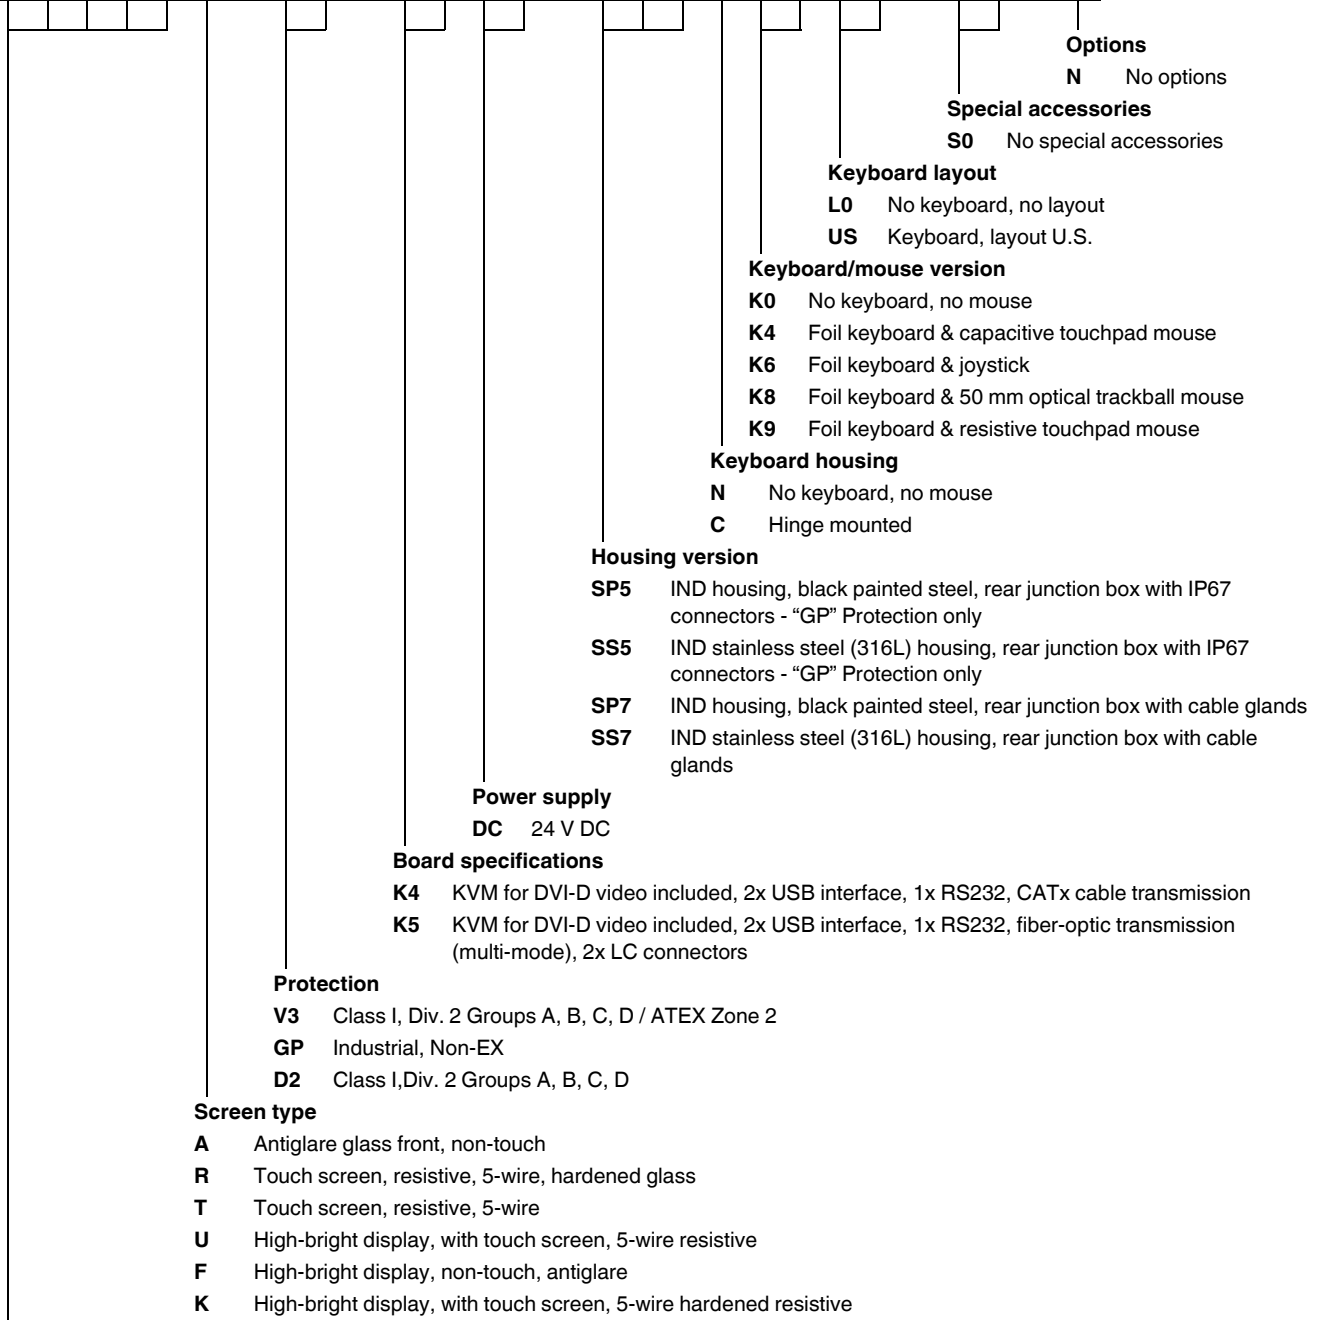 Options
N No options
Special accessories
S0 No special accessories
Keyboard layout
L0 No keyboard, no layout
US Keyboard, layout U.S.
Keyboard/mouse version
K0 No keyboard, no mouse
K4 Foil keyboard & capacitive touchpad mouse
K6 Foil keyboard & joystick
K8 Foil keyboard & 50 mm optical trackball mouse
K9 Foil keyboard & resistive touchpad mouse
Keyboard housing
N No keyboard, no mouse
C Hinge mounted
Housing version
SP5 IND housing, black painted steel, rear junction box with IP67
connectors - “GP” Protection only
SS5 IND stainless steel (316L) housing, rear junction box with IP67
connectors - “GP” Protection only
SP7 IND housing, black painted steel, rear junction box with cable glands
SS7 IND stainless steel (316L) housing, rear junction box with cable
glands
Power supply
DC 24 V DC
Board specifications
K4 KVM for DVI-D video included, 2x USB interface, 1x RS232, CATx cable transmission
K5 KVM for DVI-D video included, 2x USB interface, 1x RS232, fiber-optic transmission
(multi-mode), 2x LC connectors
Protection
V3 Class I, Div. 2 Groups A, B, C, D / ATEX Zone 2
GP Industrial, Non-EX
D2 Class I,Div. 2 Groups A, B, C, D
Screen type
A Antiglare glass front, non-touch
R Touch screen, resistive, 5-wire, hardened glass
T Touch screen, resistive, 5-wire
U High-bright display, with touch screen, 5-wire resistive
F High-bright display, non-touch, antiglare
K High-bright display, with touch screen, 5-wire hardened resistive